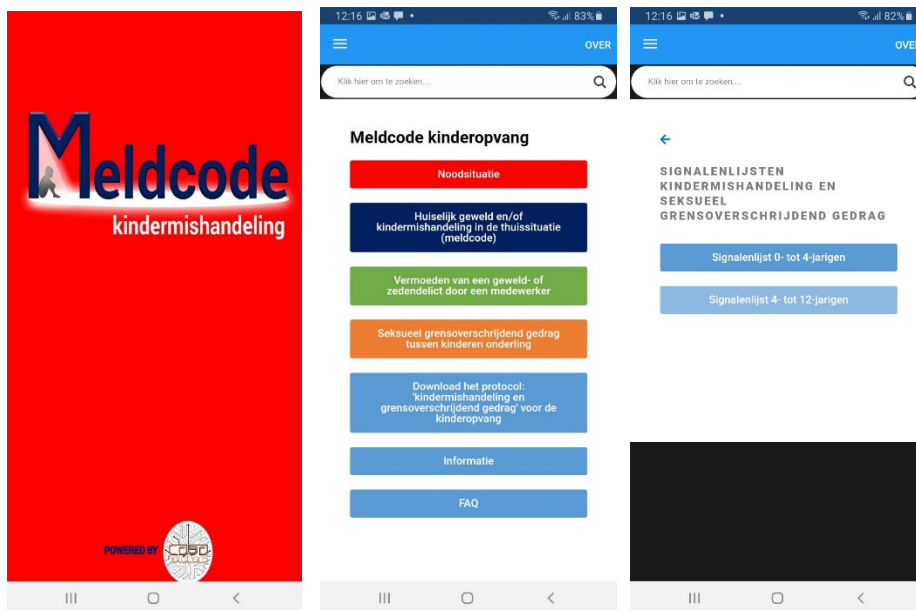 Meldcode
kindermishandeling
POWERED BY
12:16
83%
OVER
Klik hier om te zoeken....
Meldcode kinderopvang
Noodsituatie
Huiselijk geweld en/of
kindermishandeling in de thuissituatie
(meldcode)
Vermoeden van een geweld- of
zedendelict door een medewerker
Seksueel grensoverschrijdend gedrag
tussen kinderen onderling
Download het protocol:
'kindermishandeling en
grensoverschrijdend gedrag' voor de
kinderopvang
Informatie
FAQ
12:16
82%
OVER
Klik hier om te zoeken....
SIGNALENLIJSTEN
KINDERMISHANDELING EN
SEKSUEEL
GRENSOVERSCHRIJDEND GEDRAG
Signalenlijst 0- tot 4-jarigen
Signalenlijst 4- tot 12-jarigen